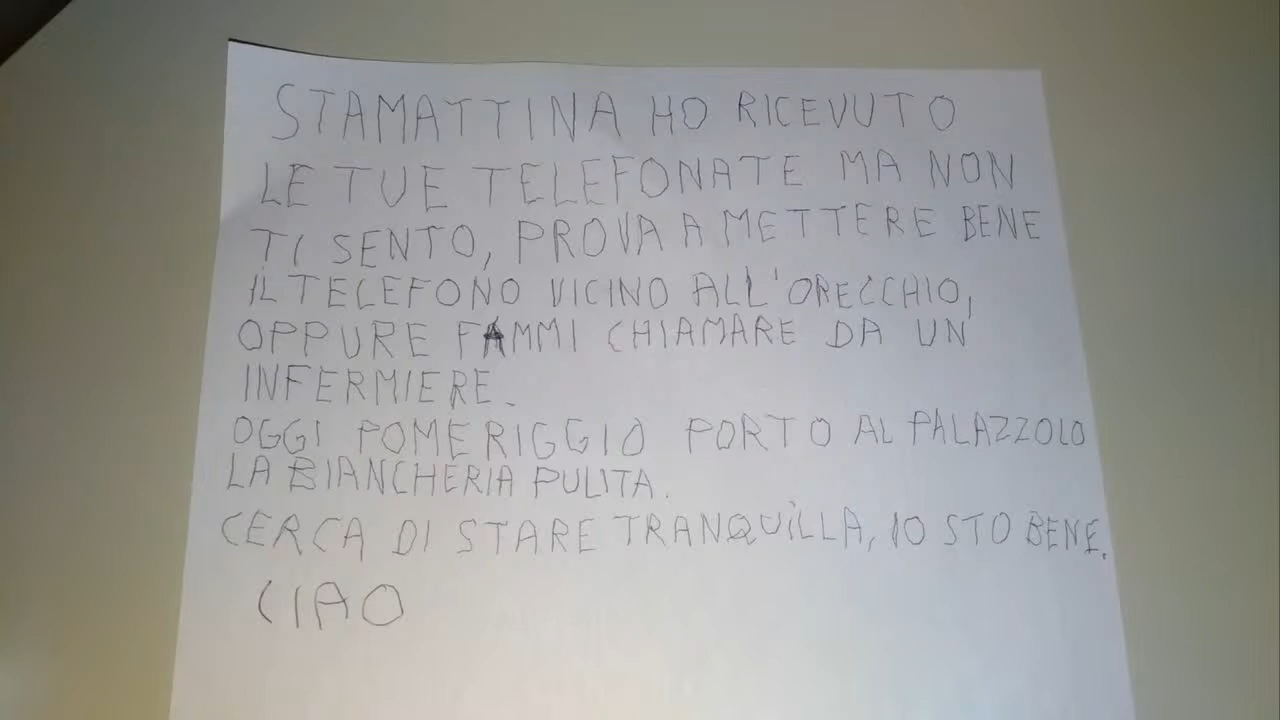 STAMATTINA HO RICEVUTO
LE TUE TELEFONATE MA NON
TI SENTO, PROVA A METTERE BENE
IL TELEFONO VICINO ALL'ORECCHIO,
OPPURE FAMMI CHIAMARE DA UN
INFERMIERE.
OGGI POMERIGGIO PORTO AL PALAZZOLO
LA BIANCHERIA PULITA.
CERCA DI STARE TRANQUILLA, IO STO BENE.
CIAO